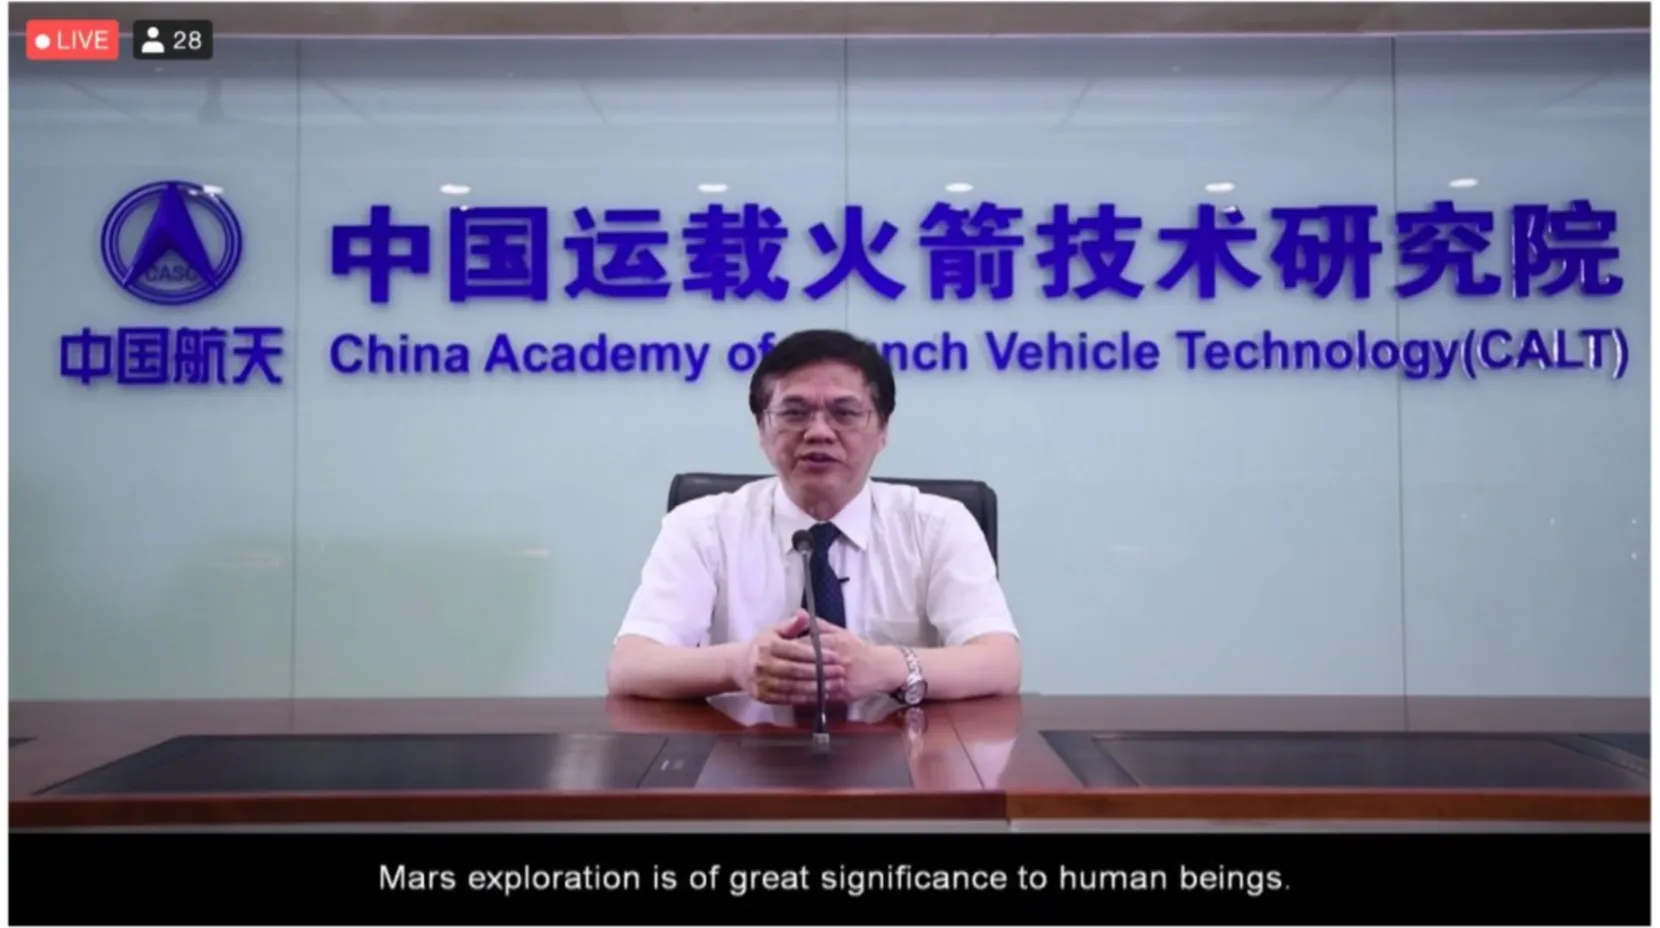 LIVE
28
CASC
中国航天
中国运载火箭技术研究院
China Academy of nch Vehicle Technology(CALT)
Mars exploration is of great significance to human beings.